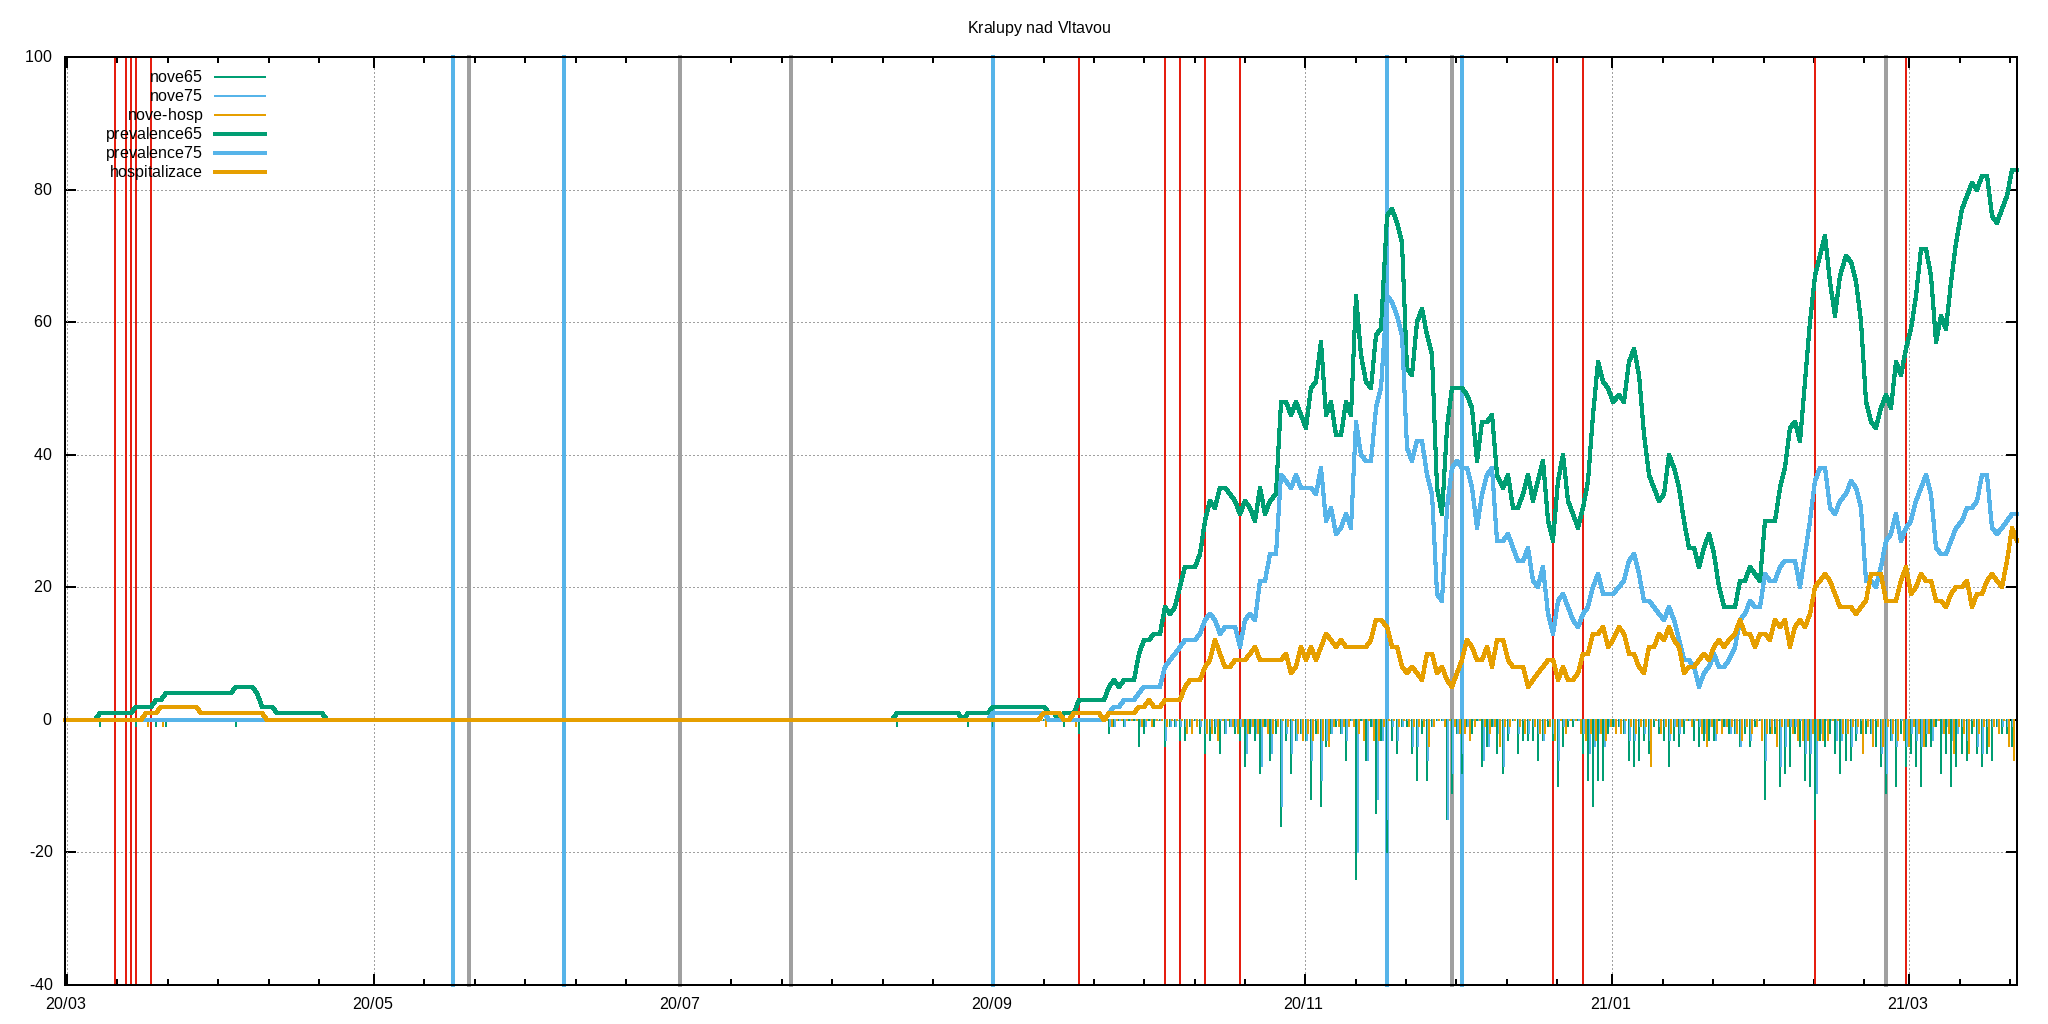 Kralupy nad Vltavou
100
nove65
nove75
nove-hosp
prevalence65
prevalence75
hospitalizace
80
60
40
20
0
-20
-40
20/03 20/05 20/07 20/09 20/11 21/01 21/03